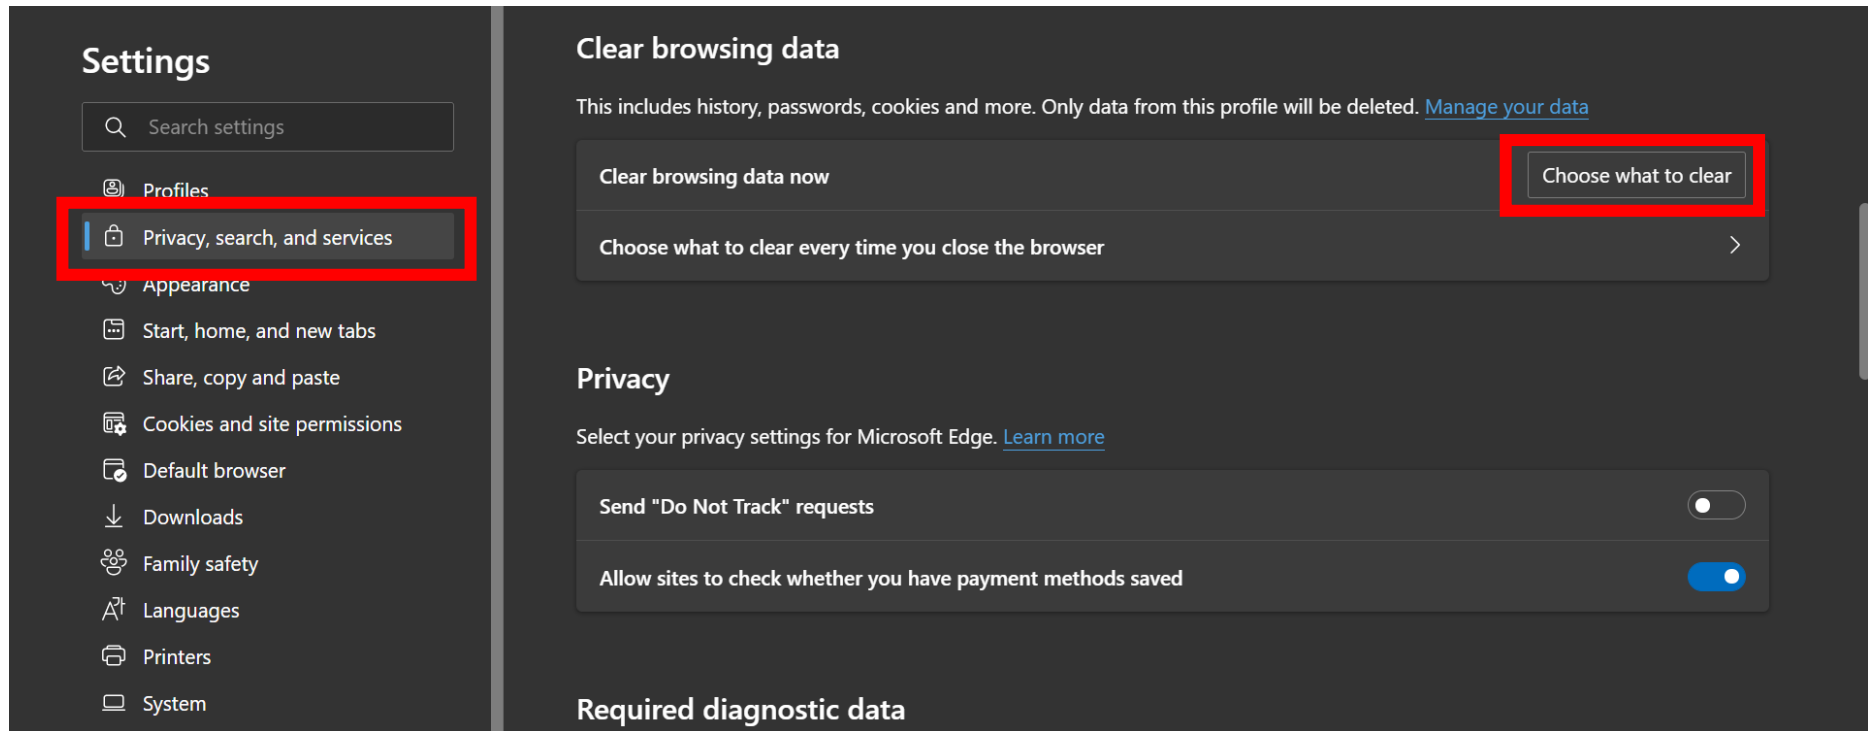 Settings
Search settings
Profiles
Privacy, search, and services
Appearance
Start, home, and new tabs
Share, copy and paste
Cookies and site permissions
Default browser
Downloads
Family safety
Languages
Printers
System
Clear browsing data
This includes history, passwords, cookies and more. Only data from this profile will be deleted. Manage your data
Clear browsing data now
Choose what to clear
Choose what to clear every time you close the browser
Privacy
Select your privacy settings for Microsoft Edge. Learn more
Send "Do Not Track" requests
Allow sites to check whether you have payment methods saved
Required diagnostic data